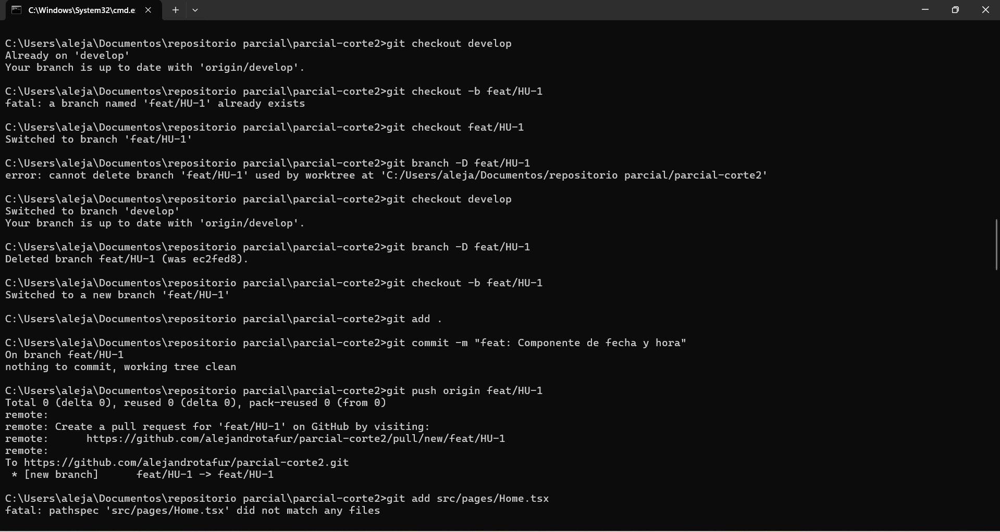 C:\Windows\System32\cmd.e
C:\Users\aleja\Documentos\repositorio parcial\parcial-corte2>git checkout develop
Already on 'develop'
Your branch is up to date with 'origin/develop'.
C:\Users\aleja\Documentos\repositorio parcial\parcial-corte2>git checkout -b feat/HU-1
fatal: a branch named 'feat/HU-1' already exists
C:\Users\aleja\Documentos\repositorio parcial\parcial-corte2>git checkout feat/HU-1
Switched to branch 'feat/HU-1'
C:\Users\aleja\Documentos\repositorio parcial\parcial-corte2>git branch -D feat/HU-1
error: cannot delete branch 'feat/HU-1' used by worktree at 'C:/Users/aleja/Documentos/repositorio parcial/parcial-corte2'
C:\Users\aleja\Documentos\repositorio parcial\parcial-corte2>git checkout develop
Switched to branch 'develop'
Your branch is up to date with 'origin/develop'.
C:\Users\aleja\Documentos\repositorio parcial\parcial-corte2>git branch -D feat/HU-1
Deleted branch feat/HU-1 (was ec2fed8).
C:\Users\aleja\Documentos\repositorio parcial\parcial-corte2>git checkout -b feat/HU-1
Switched to a new branch 'feat/HU-1'
C:\Users\aleja\Documentos\repositorio parcial\parcial-corte2>git add .
C:\Users\aleja\Documentos\repositorio parcial\parcial-corte2>git commit -m "feat: Componente de fecha y hora"
On branch feat/HU-1
nothing to commit, working tree clean
C:\Users\aleja\Documentos\repositorio parcial\parcial-corte2>git push origin feat/HU-1
Total 0 (delta 0), reused 0 (delta 0), pack-reused 0 (from 0)
remote:
remote: Create a pull request for 'feat/HU-1' on GitHub by visiting:
remote:      https://github.com/alejandrotafur/parcial-corte2/pull/new/feat/HU-1
remote:
To https://github.com/alejandrotafur/parcial-corte2.git
 * [new branch]      feat/HU-1 -> feat/HU-1
C:\Users\aleja\Documentos\repositorio parcial\parcial-corte2>git add src/pages/Home.tsx
fatal: pathspec 'src/pages/Home.tsx' did not match any files